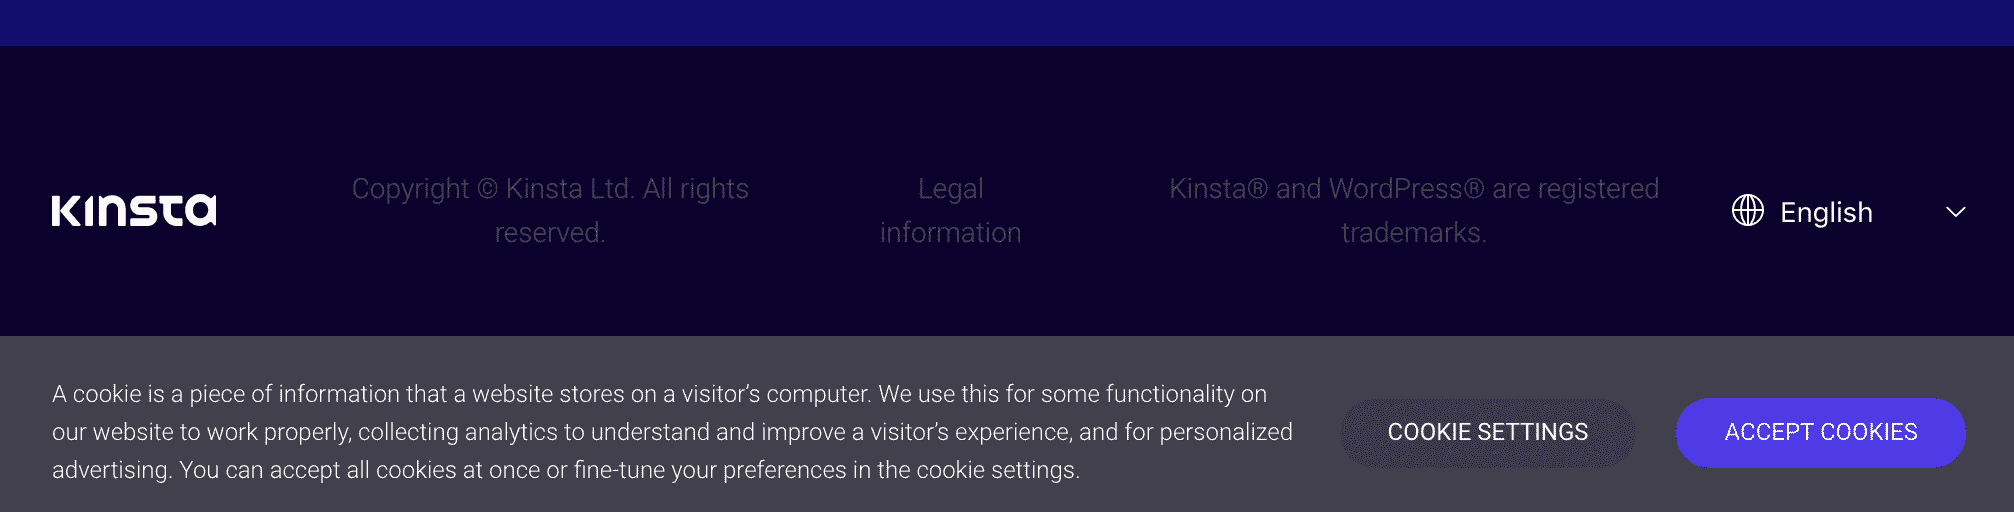 Kinsta
Copyright © Kinsta Ltd. All rights
reserved.
Legal
information
Kinsta® and WordPress® are registered
trademarks.
English
A cookie is a piece of information that a website stores on a visitor’s computer. We use this for some functionality on
our website to work properly, collecting analytics to understand and improve a visitor’s experience, and for personalized
advertising. You can accept all cookies at once or fine-tune your preferences in the cookie settings.
COOKIE SETTINGS
ACCEPT COOKIES